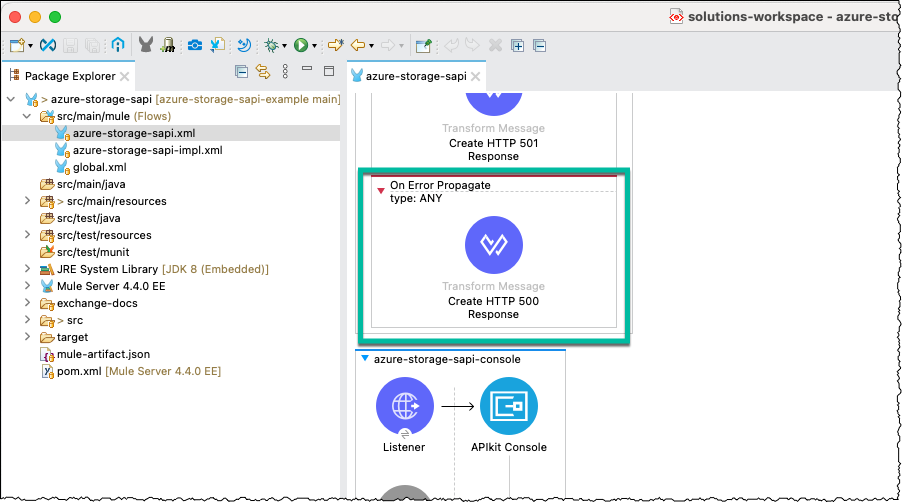 solutions-workspace - azure-sto
Package Explorer
azure-storage-sapi
> azure-storage-sapi [azure-storage-sapi-example main]
src/main/mule (Flows)
azure-storage-sapi.xml
azure-storage-sapi-impl.xml
global.xml
src/main/java
> src/main/resources
src/test/java
src/test/resources
src/test/munit
JRE System Library [JDK 8 (Embedded)]
Mule Server 4.4.0 EE
exchange-docs
> src
target
mule-artifact.json
pom.xml [Mule Server 4.4.0 EE]
Transform Message
Create HTTP 501
Response
On Error Propagate
type: ANY
Transform Message
Create HTTP 500
Response
azure-storage-sapi-console
Listener
APIkit Console